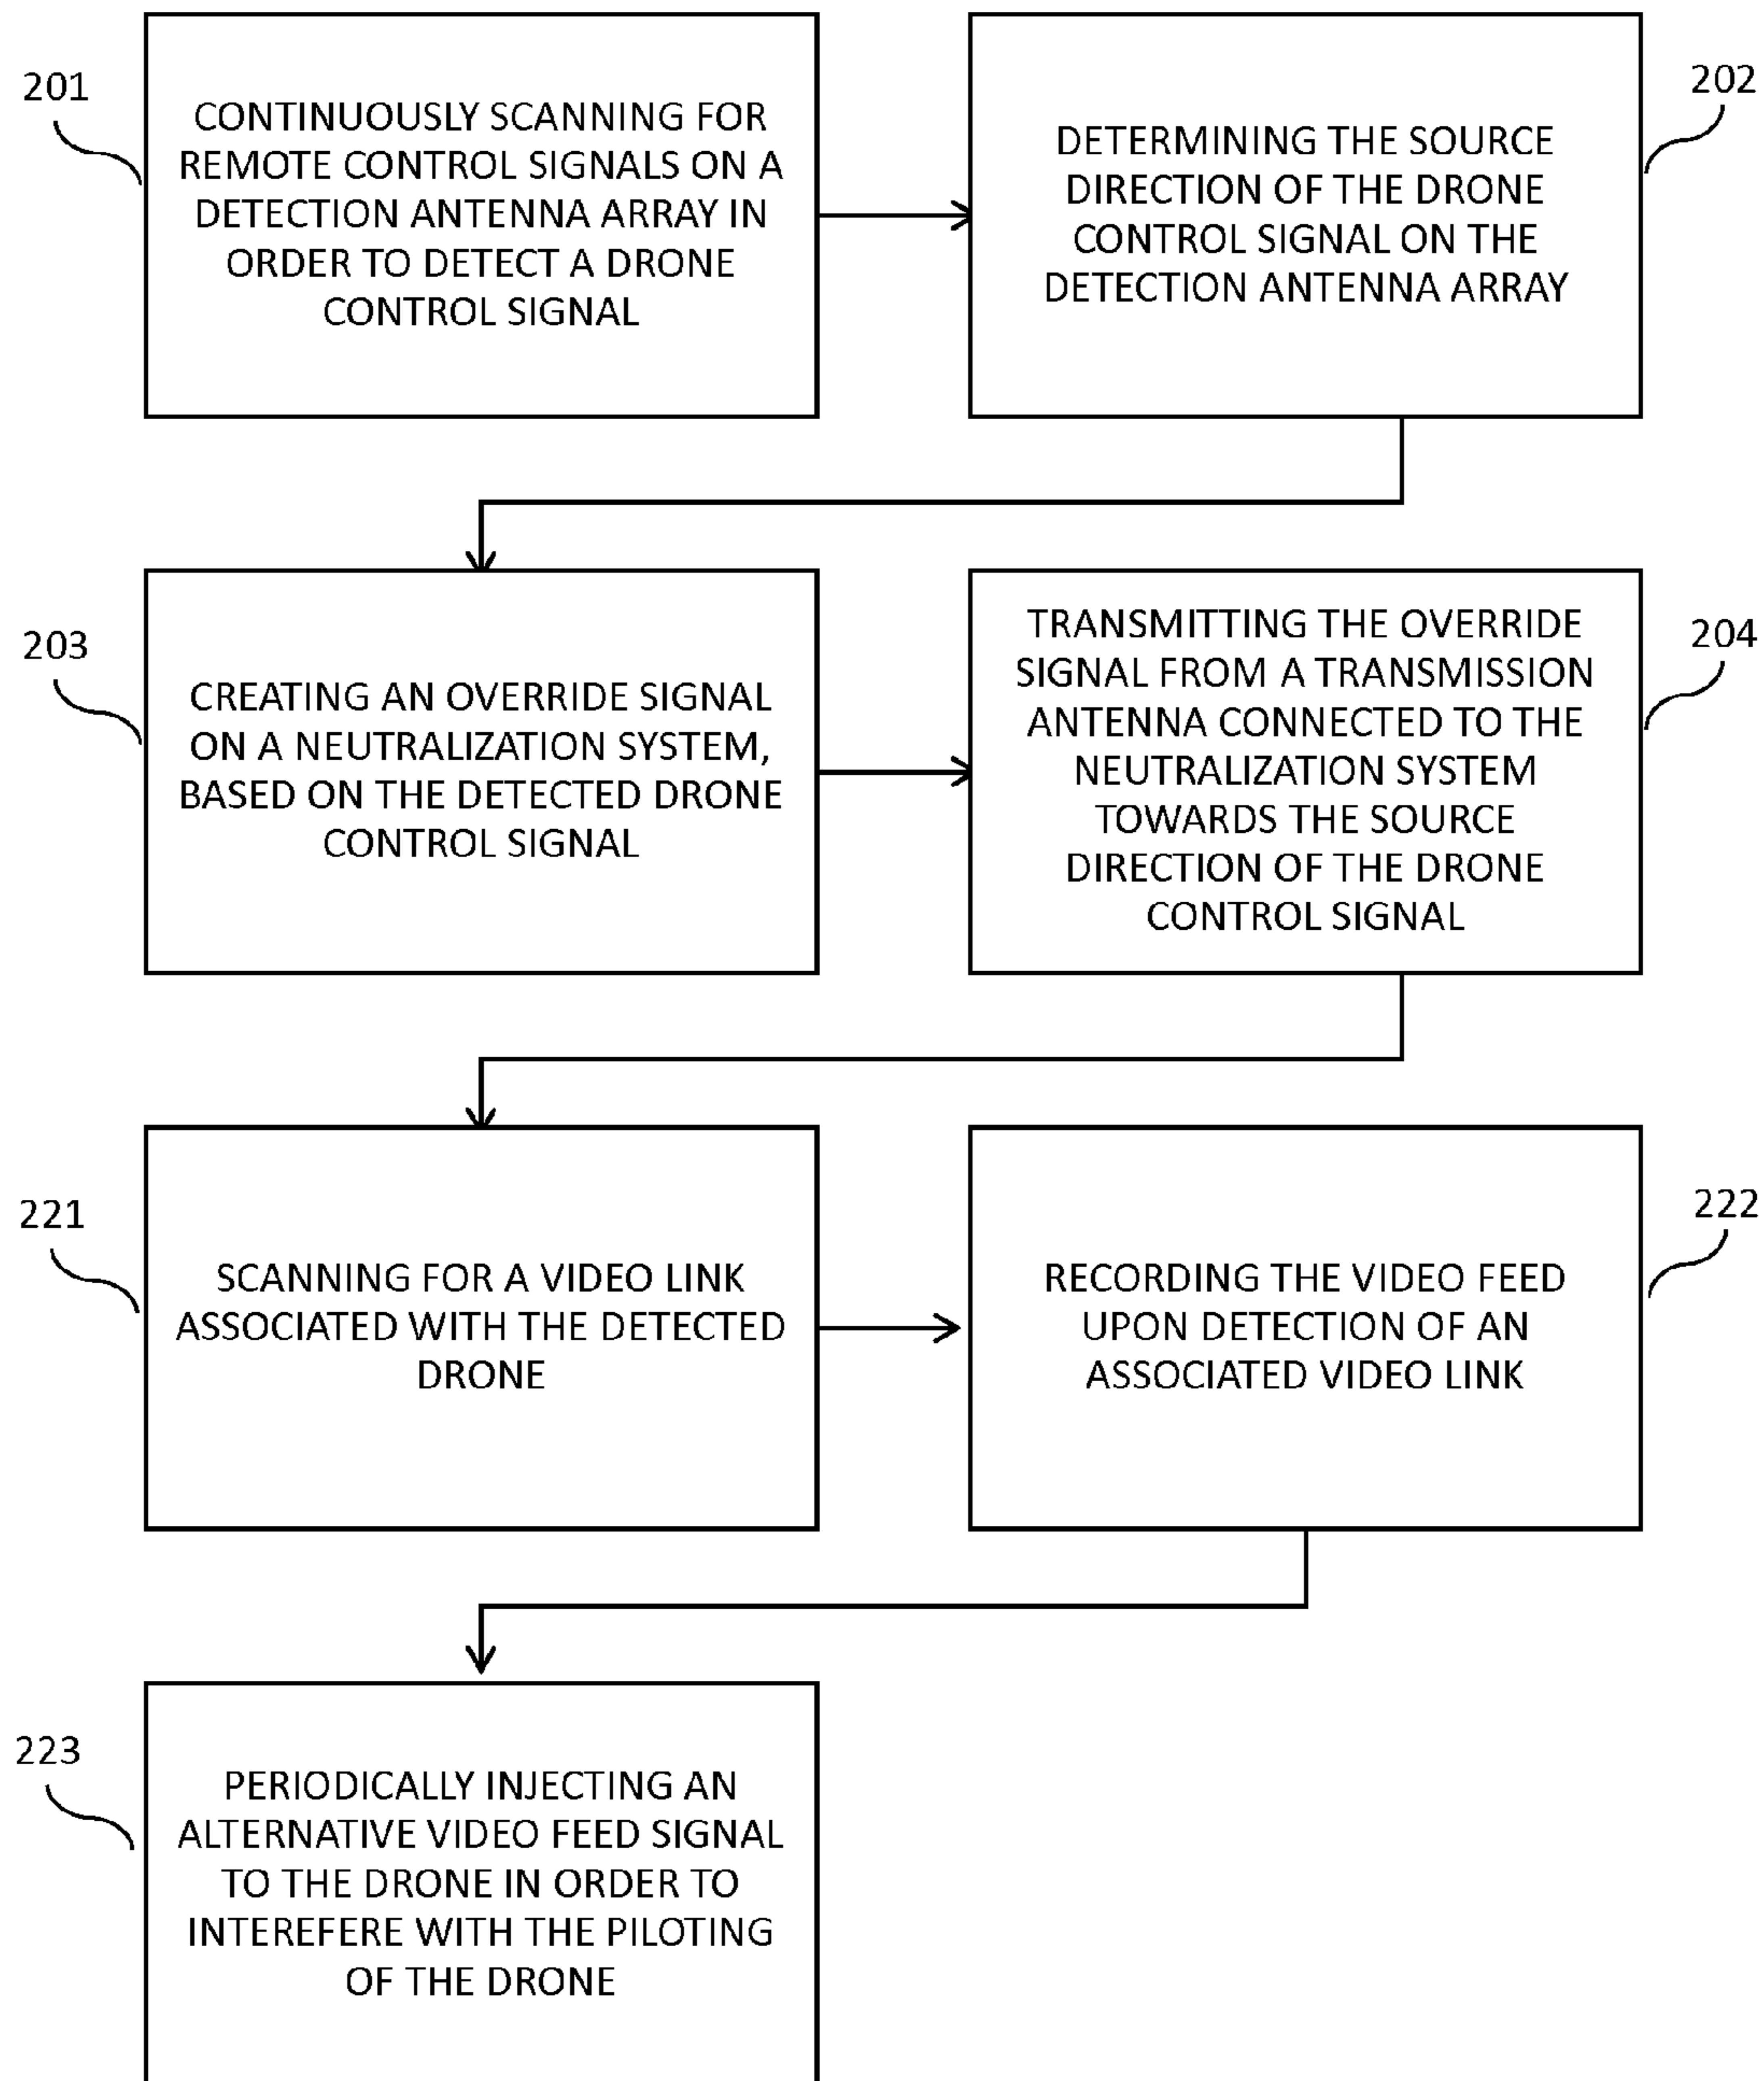 201
CONTINUOUSLY SCANNING FOR
REMOTE CONTROL SIGNALS ON A
DETECTION ANTENNA ARRAY IN
ORDER TO DETECT A DRONE
CONTROL SIGNAL
202
DETERMINING THE SOURCE
DIRECTION OF THE DRONE
CONTROL SIGNAL ON THE
DETECTION ANTENNA ARRAY
203
CREATING AN OVERRIDE SIGNAL
ON A NEUTRALIZATION SYSTEM,
BASED ON THE DETECTED DRONE
CONTROL SIGNAL
204
TRANSMITTING THE OVERRIDE
SIGNAL FROM A TRANSMISSION
ANTENNA CONNECTED TO THE
NEUTRALIZATION SYSTEM
TOWARDS THE SOURCE
DIRECTION OF THE DRONE
CONTROL SIGNAL
221
SCANNING FOR A VIDEO LINK
ASSOCIATED WITH THE DETECTED
DRONE
222
RECORDING THE VIDEO FEED
UPON DETECTION OF AN
ASSOCIATED VIDEO LINK
223
PERIODICALLY INJECTING AN
ALTERNATIVE VIDEO FEED SIGNAL
TO THE DRONE IN ORDER TO
INTEREFERE WITH THE PILOTING
OF THE DRONE